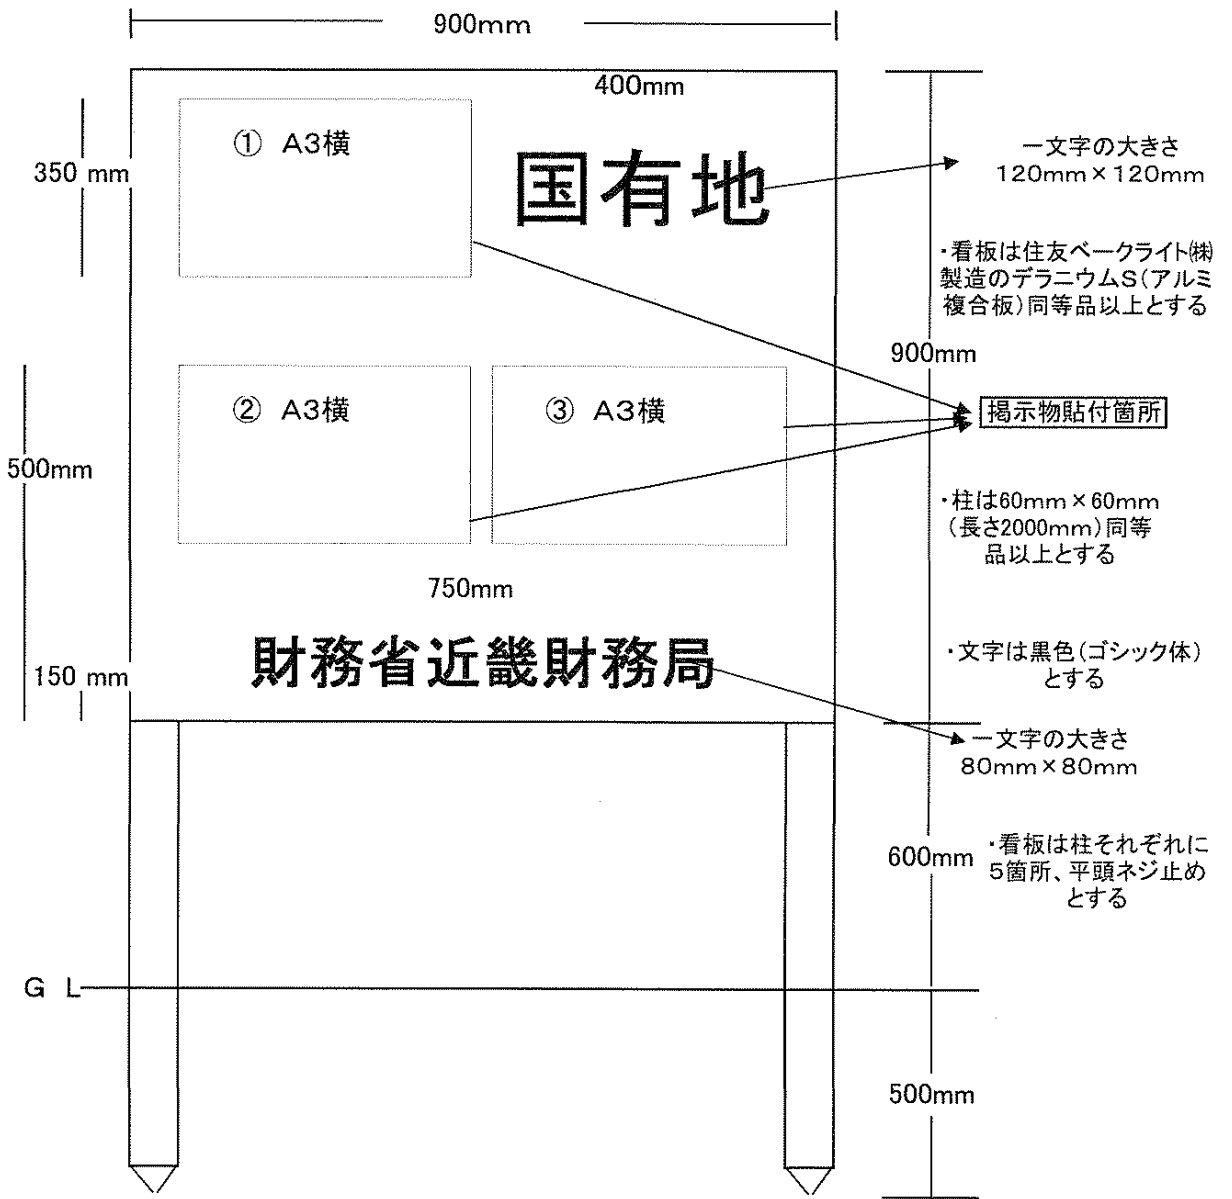 900mm
400mm
① A3横
350 mm
国有地
一文字の大きさ
120mm×120mm
・看板は住友ベークライト㈱
製造のデラニウムS(アルミ
複合板)同等品以上とする
900mm
② A3横
③ A3横
掲示物貼付箇所
500mm
・柱は60mm×60mm
(長さ2000mm)同等
品以上とする
750mm
財務省近畿財務局
150 mm
・文字は黒色(ゴシック体)
とする
一文字の大きさ
80mm×80mm
600mm
・看板は柱それぞれに
5箇所、平頭ネジ止め
とする
G L
500mm